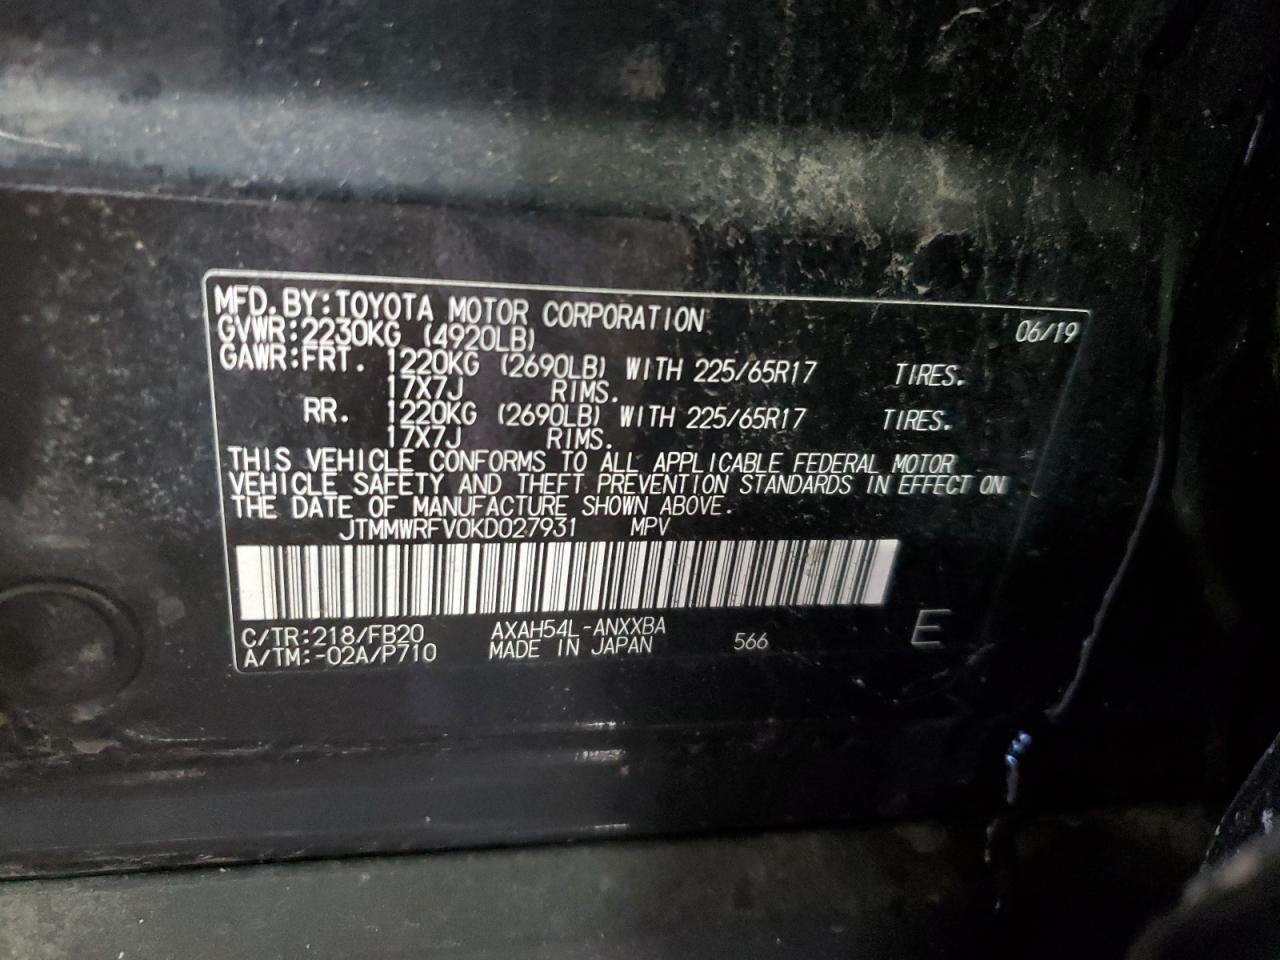 MFD.BY:TOYOTA MOTOR CORPORATION 06/19
GVWR:2230KG (4920LB)
GAWR:FRT. 1220KG (2690LB) WITH 225/65R17 TIRES.
17X7J RIMS.
RR. 1220KG (2690LB) WITH 225/65R17 TIRES.
17X7J RIMS.
THIS VEHICLE CONFORMS TO ALL APPLICABLE FEDERAL MOTOR
VEHICLE SAFETY AND THEFT PREVENTION STANDARDS IN EFFECT ON
THE DATE OF MANUFACTURE SHOWN ABOVE.
JTMMWRFV0KD027931 MPV
C/TR:218/FB20 AXAH54L-ANXXBA 566 E
A/TM:-02A/P710 MADE IN JAPAN